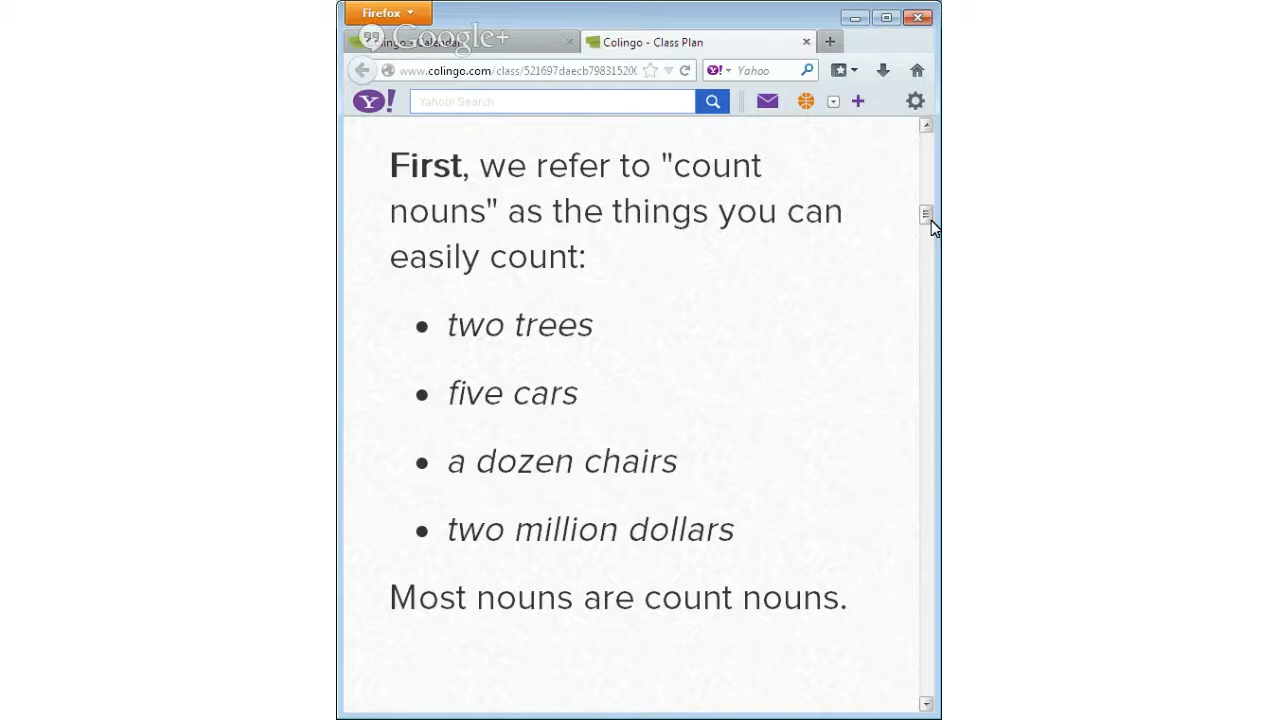 Firefox
Google+
Colingo - Calendar
Colingo - Class Plan
www.colingo.com/class/521697daecb79831520(
Yahoo
Y!
Yahoo! Search
First, we refer to "count
nouns" as the things you can
easily count:
• two trees
• five cars
• a dozen chairs
• two million dollars
Most nouns are count nouns.